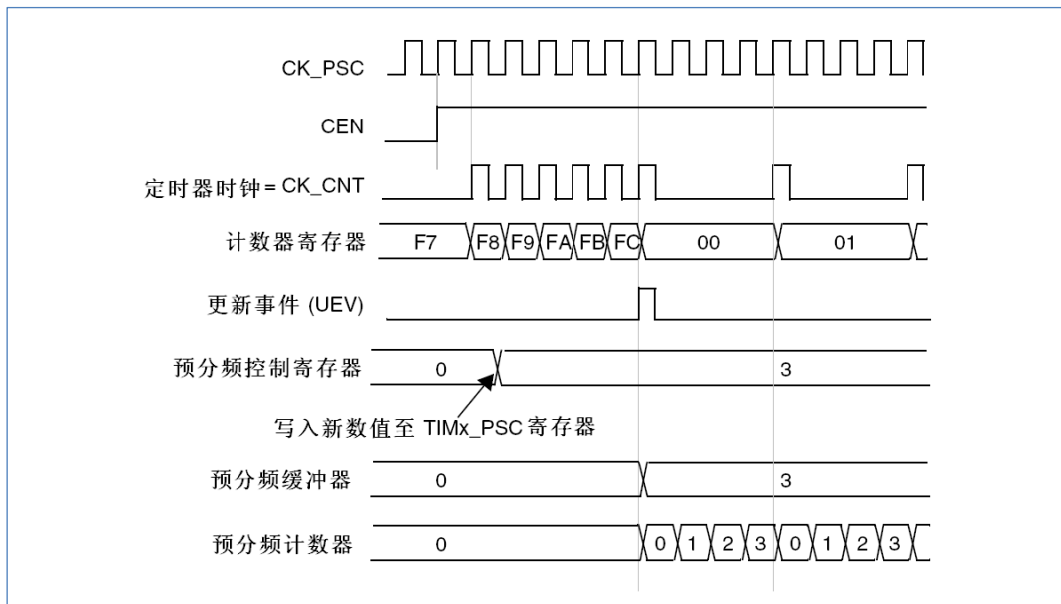 CK_PSC
CEN
定时器时钟= CK_CNT
计数器寄存器 F7 F8 F9 FA FB FC 00 01
更新事件 (UEV)
预分频控制寄存器 0 3
写入新数值至 TIMx_PSC 寄存器
预分频缓冲器 0 3
预分频计数器 0 0 1 2 3 0 1 2 3